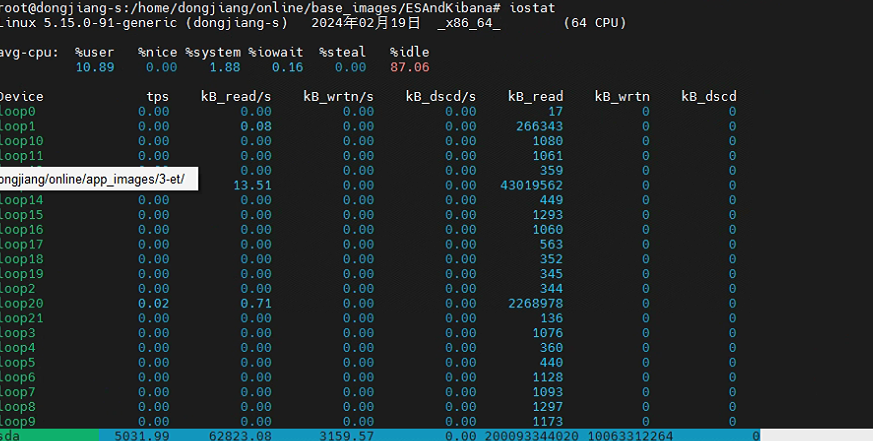 root@dongjiang-s:/home/dongjiang/online/base_images/ESAndKibana# iostat
Linux 5.15.0-91-generic (dongjiang-s) 2024年02月19日 _x86_64_ (64 CPU)
avg-cpu: %user %nice %system %iowait %steal %idle
10.89 0.00 1.88 0.16 0.00 87.06
Device tps kB_read/s kB_wrtn/s kB_dscd/s kB_read kB_wrtn kB_dscd
loop0 0.00 0.00 0.00 0.00 17 0 0
loop1 0.00 0.08 0.00 0.00 266343 0 0
loop10 0.00 0.00 0.00 0.00 1080 0 0
loop11 0.00 0.00 0.00 0.00 1061 0 0
0.00 0.00 0.00 359 0 0
ongjiang/online/app_images/3-et/
13.51 0.00 0.00 43019562 0 0
loop14 0.00 0.00 0.00 0.00 449 0 0
loop15 0.00 0.00 0.00 0.00 1293 0 0
loop16 0.00 0.00 0.00 0.00 1060 0 0
loop17 0.00 0.00 0.00 0.00 563 0 0
loop18 0.00 0.00 0.00 0.00 352 0 0
loop19 0.00 0.00 0.00 0.00 345 0 0
loop2 0.00 0.00 0.00 0.00 344 0 0
loop20 0.02 0.71 0.00 0.00 2268978 0 0
loop21 0.00 0.00 0.00 0.00 136 0 0
loop3 0.00 0.00 0.00 0.00 1076 0 0
loop4 0.00 0.00 0.00 0.00 360 0 0
loop5 0.00 0.00 0.00 0.00 440 0 0
loop6 0.00 0.00 0.00 0.00 1128 0 0
loop7 0.00 0.00 0.00 0.00 1093 0 0
loop8 0.00 0.00 0.00 0.00 1297 0 0
loop9 0.00 0.00 0.00 0.00 1173 0 0
sda 5031.99 62823.08 3159.57 0.00 200093344020 10063312264 0